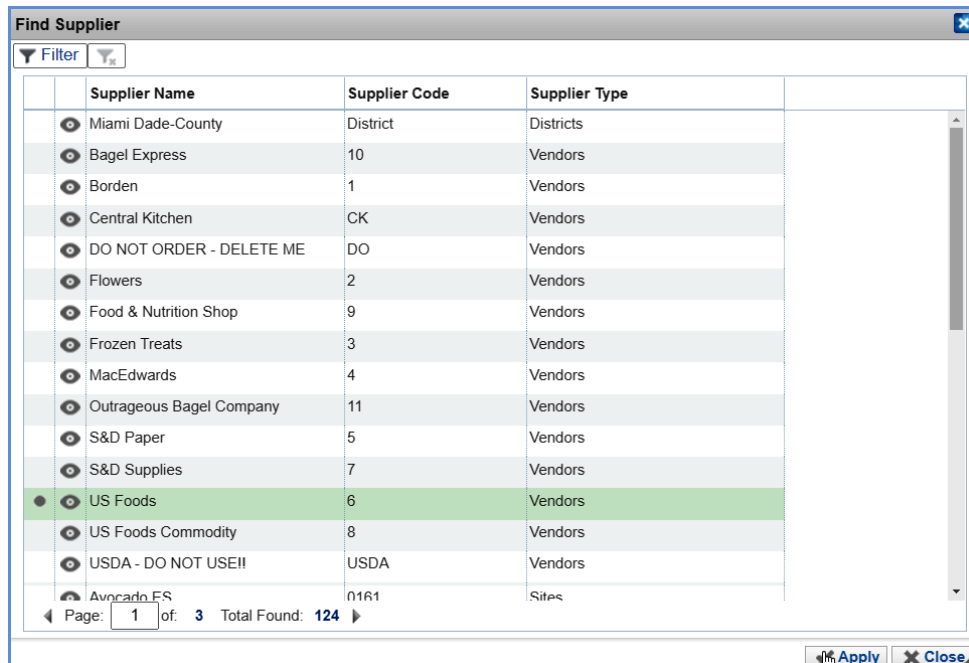 Find Supplier
Filter
Supplier Name Supplier Code Supplier Type
Miami Dade-County District Districts
Bagel Express 10 Vendors
Borden 1 Vendors
Central Kitchen CK Vendors
DO NOT ORDER - DELETE ME DO Vendors
Flowers 2 Vendors
Food & Nutrition Shop 9 Vendors
Frozen Treats 3 Vendors
MacEdwards 4 Vendors
Outrageous Bagel Company 11 Vendors
S&D Paper 5 Vendors
S&D Supplies 7 Vendors
US Foods 6 Vendors
US Foods Commodity 8 Vendors
USDA - DO NOT USE!! USDA Vendors
Avocado ES 0161 Sites
Page: 1 of: 3 Total Found: 124
Apply Close